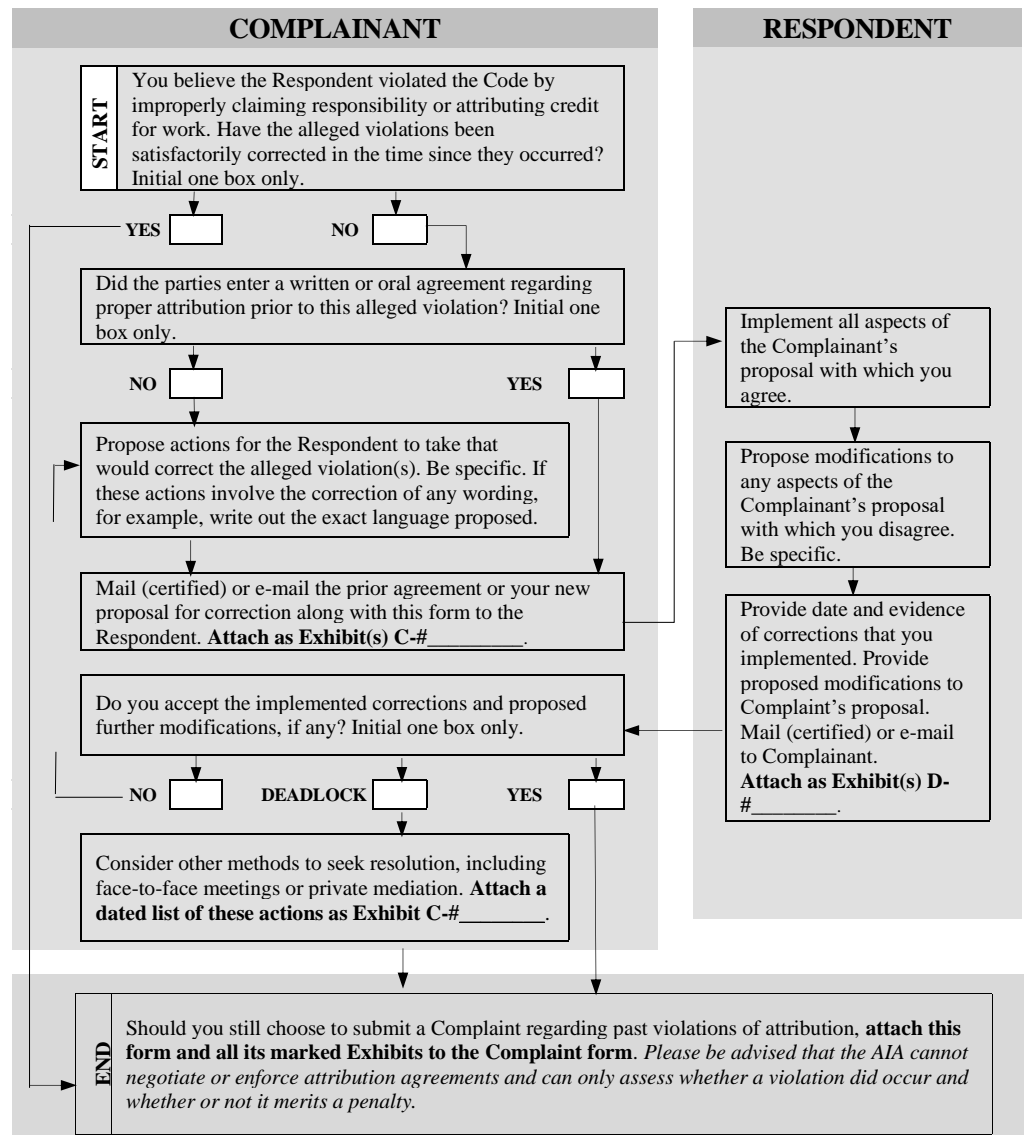 COMPLAINANT
START
You believe the Respondent violated the Code by
improperly claiming responsibility or attributing credit
for work. Have the alleged violations been
satisfactorily corrected in the time since they occurred?
Initial one box only.
YES
NO
Did the parties enter a written or oral agreement regarding
proper attribution prior to this alleged violation? Initial one
box only.
NO
YES
Propose actions for the Respondent to take that
would correct the alleged violation(s). Be specific. If
these actions involve the correction of any wording,
for example, write out the exact language proposed.
Mail (certified) or e-mail the prior agreement or your new
proposal for correction along with this form to the
Respondent. Attach as Exhibit(s) C-#_________.
RESPONDENT
Implement all aspects of
the Complainant's
proposal with which you
agree.
Propose modifications to
any aspects of the
Complainant's proposal
with which you disagree.
Be specific.
Provide date and evidence
of corrections that you
implemented. Provide
proposed modifications to
Complaint's proposal.
Mail (certified) or e-mail
to Complainant.
Attach as Exhibit(s) D-
#________.
Do you accept the implemented corrections and proposed
further modifications, if any? Initial one box only.
NO
DEADLOCK
YES
Consider other methods to seek resolution, including
face-to-face meetings or private mediation. Attach a
dated list of these actions as Exhibit C-#________.
END
Should you still choose to submit a Complaint regarding past violations of attribution, attach this
form and all its marked Exhibits to the Complaint form. Please be advised that the AIA cannot
negotiate or enforce attribution agreements and can only assess whether a violation did occur and
whether or not it merits a penalty.